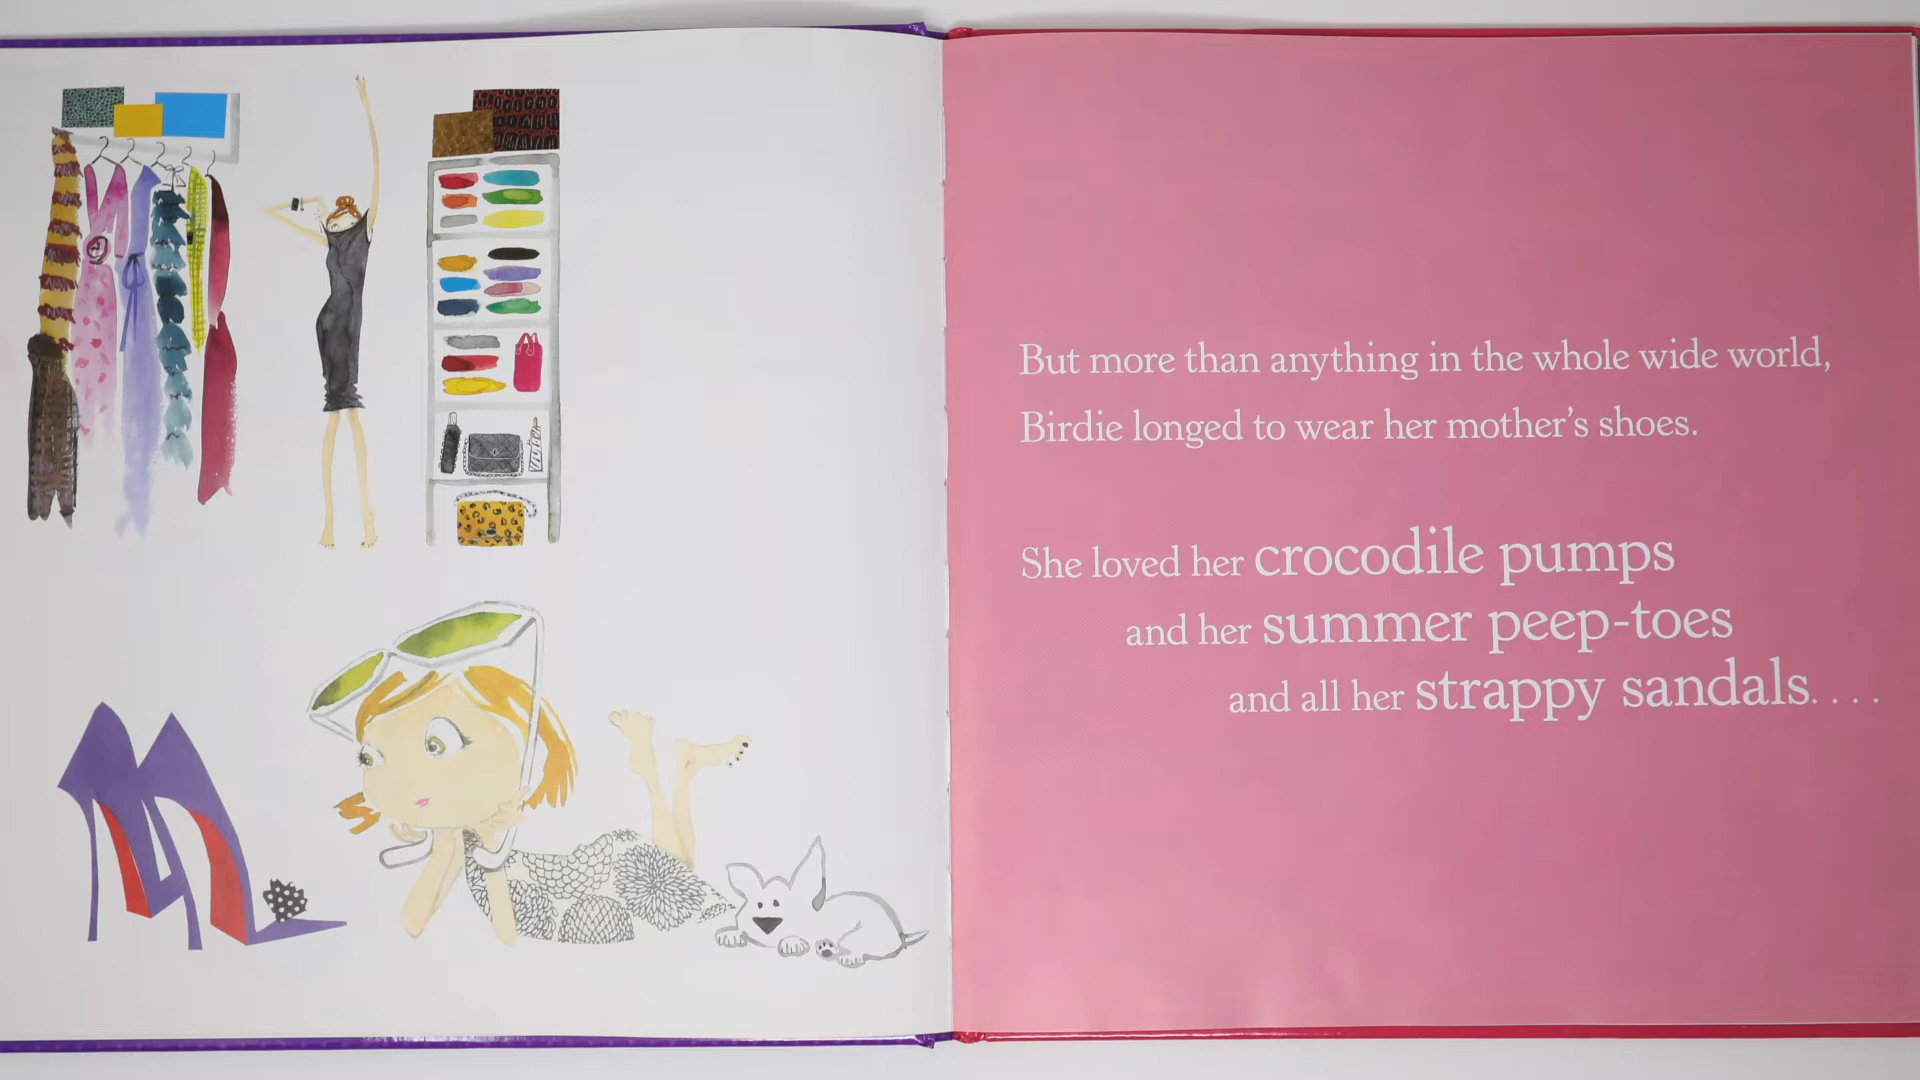 But more than anything in the whole wide world,
Birdie longed to wear her mother's shoes.
She loved her crocodile pumps
and her summer peep-toes
and all her strappy sandals. . . .